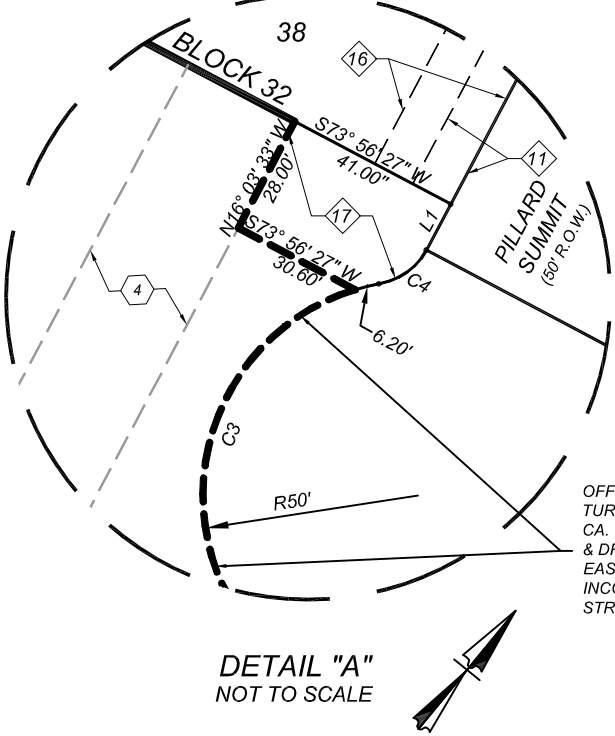 38
BLOCK 32
16
S73° 56' 27" W
41.00"
11
N16° 03' 33" W
28.00'
17
L1
PILLARD
SUMMIT
(50' R.O.W.)
S73° 56' 27" W
30.60'
C4
4
6.20'
C3
R50'
OFF
TUR
CA.
& DR
EAS
INCO
STR
DETAIL "A"
NOT TO SCALE